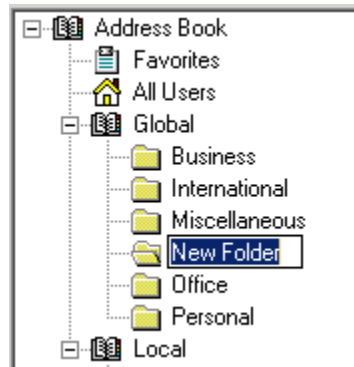 Address Book
Favorites
All Users
Global
Business
International
Miscellaneous
New Folder
Office
Personal
Local